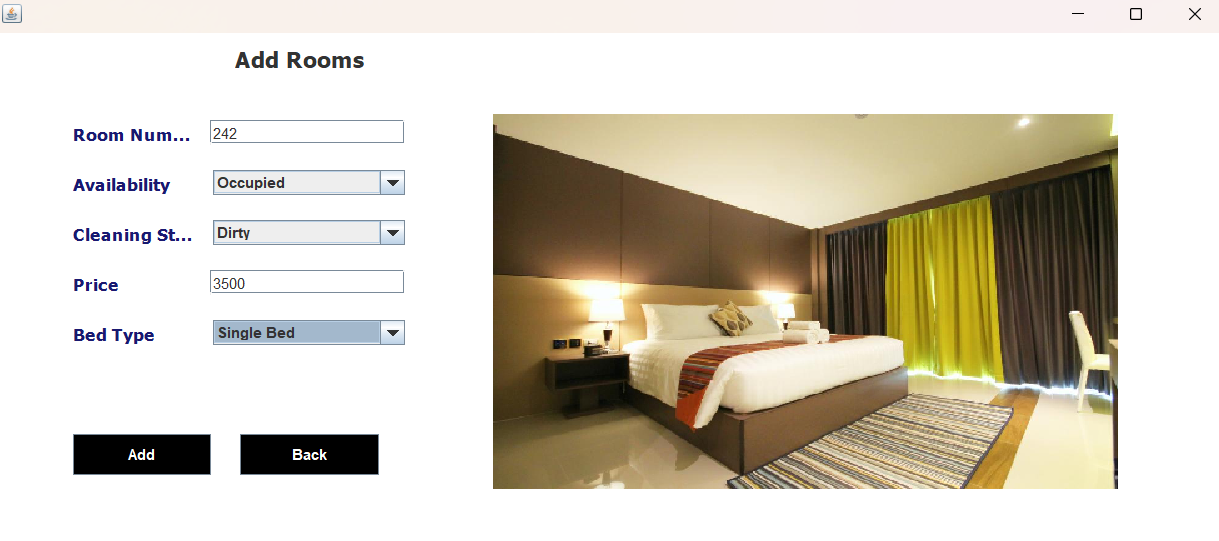 Add Rooms
Room Num... 242
Availability Occupied
Cleaning St... Dirty
Price 3500
Bed Type Single Bed
Add Back